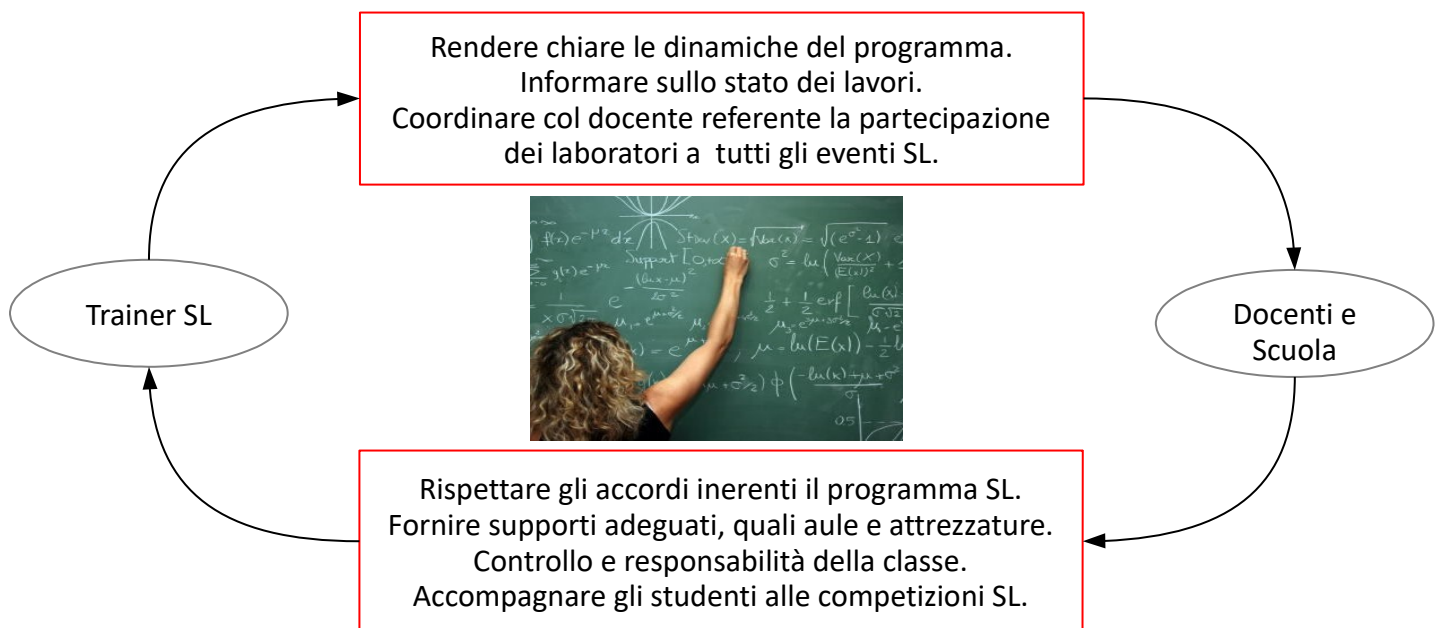 Rendere chiare le dinamiche del programma.
Informare sullo stato dei lavori.
Coordinare col docente referente la partecipazione
dei laboratori a  tutti gli eventi SL.
Trainer SL
Docenti e
Scuola
Rispettare gli accordi inerenti il programma SL.
Fornire supporti adeguati, quali aule e attrezzature.
Controllo e responsabilità della classe.
Accompagnare gli studenti alle competizioni SL.